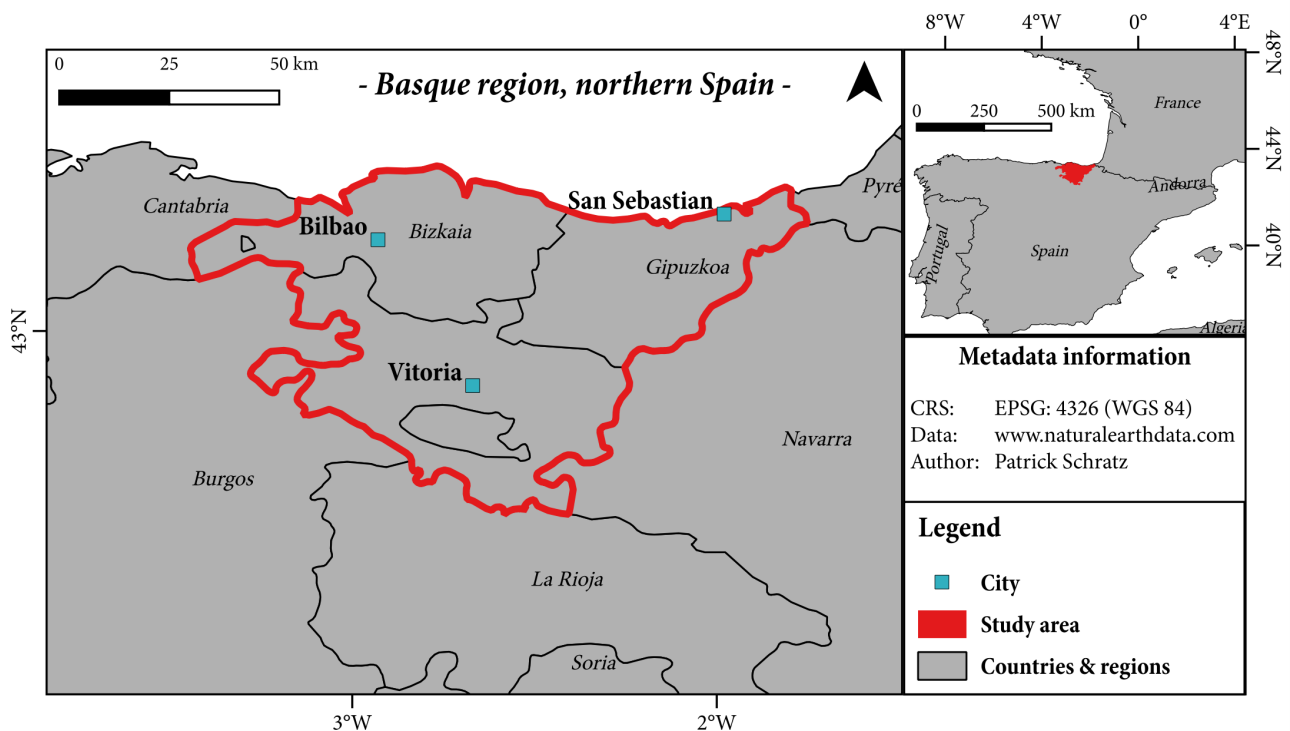 0 25 50 km
- Basque region, northern Spain -
Cantabria
Bilbao
Bizkaia
San Sebastian
Gipuzkoa
Pyré
43°N
Vitoria
Navarra
Burgos
La Rioja
Soria
3°W 2°W
8°W 4°W 0° 4°E
48°N
44°N
40°N
0 250 500 km
France
Andorra
Portugal
Spain
Algeria
Metadata information
CRS: EPSG: 4326 (WGS 84)
Data: www.naturalearthdata.com
Author: Patrick Schratz
Legend
City
Study area
Countries & regions